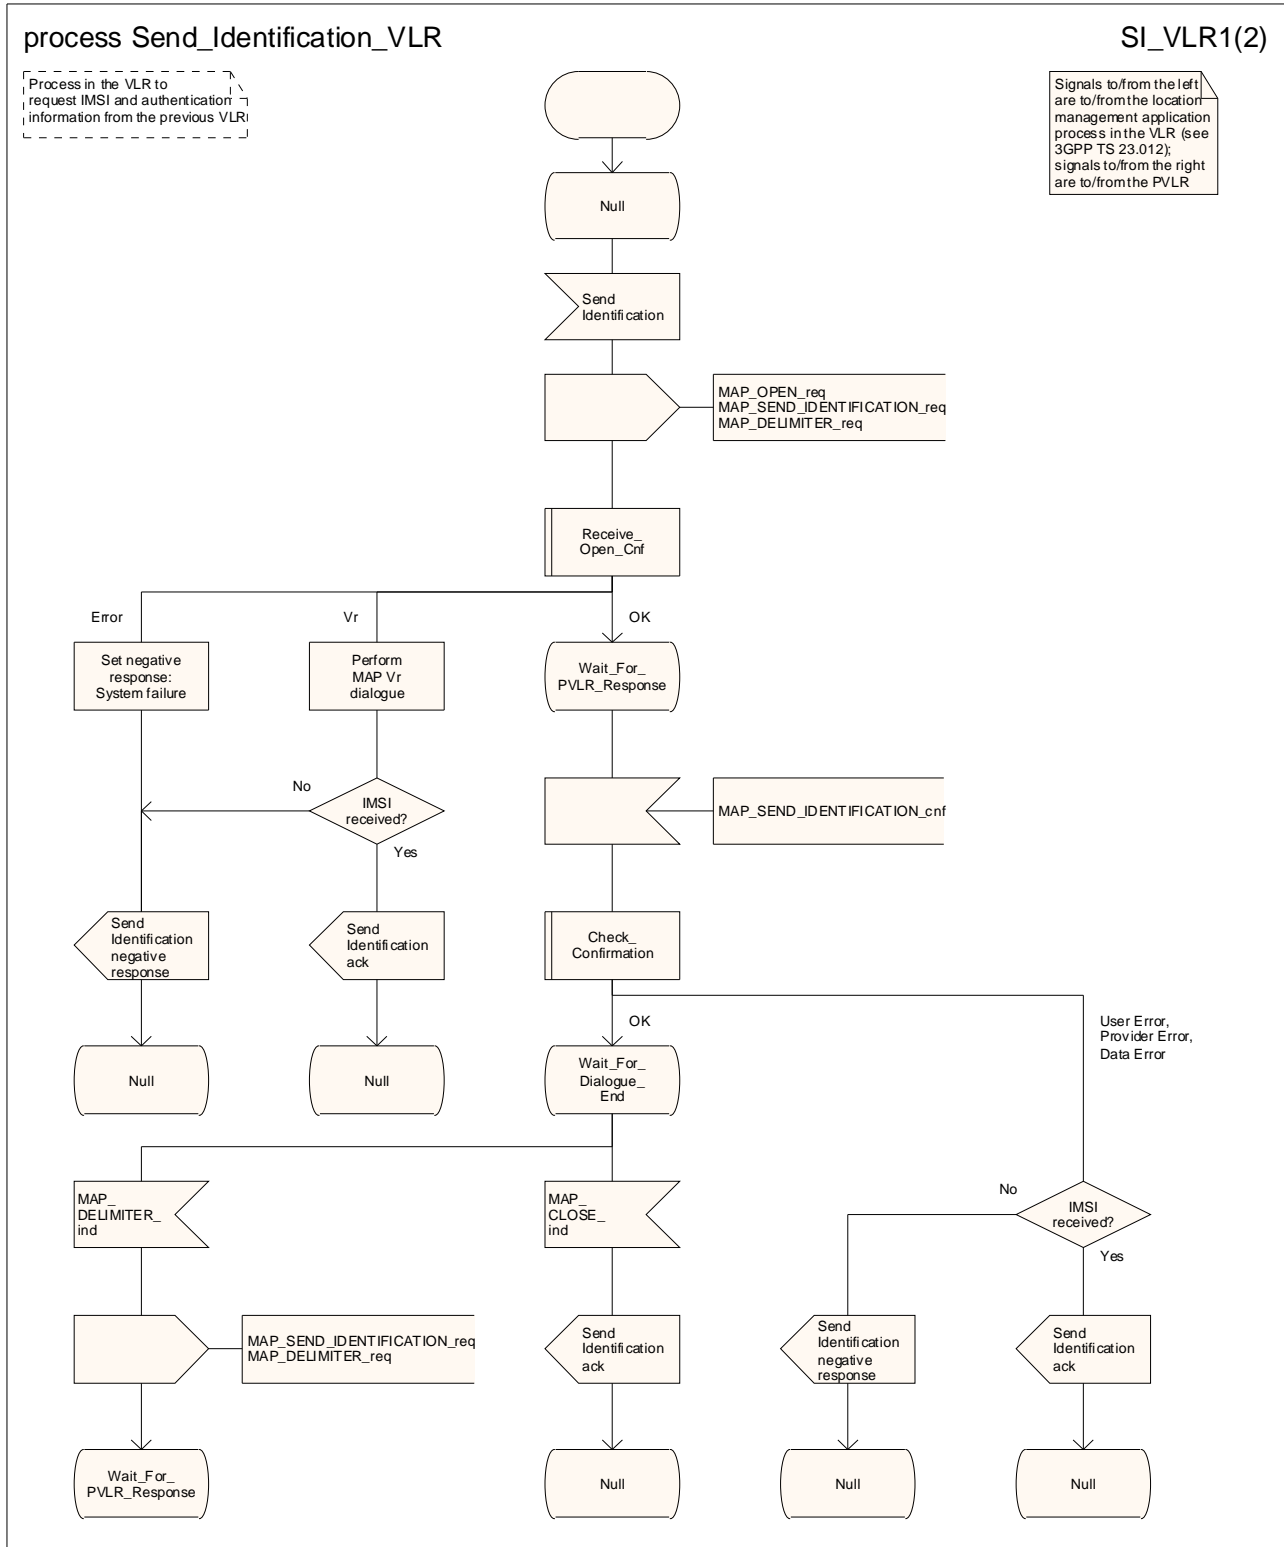 process Send_Identification_VLR
SI_VLR1(2)
Process in the VLR to
request IMSI and authentication
information from the previous VLR
Signals to/from the left
are to/from the location
management application
process in the VLR (see
3GPP TS 23.012);
signals to/from the right
are to/from the PVLR
Null
Send
Identification
MAP_OPEN_req
MAP_SEND_IDENTIFICATION_req
MAP_DELIMITER_req
Receive_
Open_Cnf
Error
Vr
OK
Set negative
response:
System failure
Perform
MAP Vr
dialogue
Wait_For_
PVLR_Response
No
IMSI
received?
Yes
MAP_SEND_IDENTIFICATION_cnf
Send
Identification
negative
response
Send
Identification
ack
Check_
Confirmation
OK
User Error,
Provider Error,
Data Error
Null
Null
Wait_For_
Dialogue_
End
MAP_
DELIMITER_
ind
MAP_
CLOSE_
ind
No
IMSI
received?
Yes
MAP_SEND_IDENTIFICATION_req
MAP_DELIMITER_req
Send
Identification
ack
Send
Identification
negative
response
Send
Identification
ack
Wait_For_
PVLR_Response
Null
Null
Null